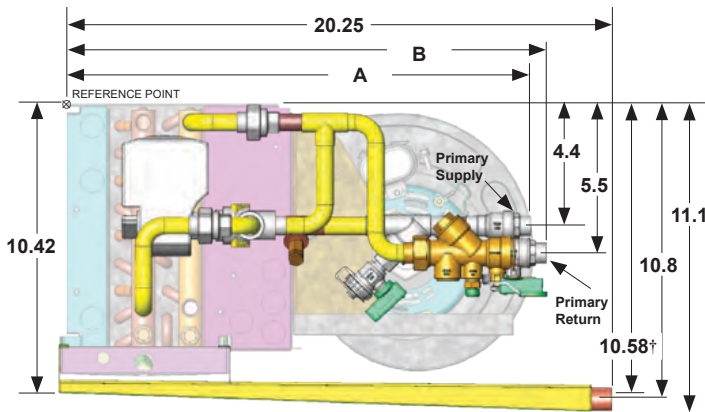 20.25
B
A
REFERENCE POINT
4.4
Primary
Supply
5.5
11.1
10.42
10.8
Primary
Return
10.58†